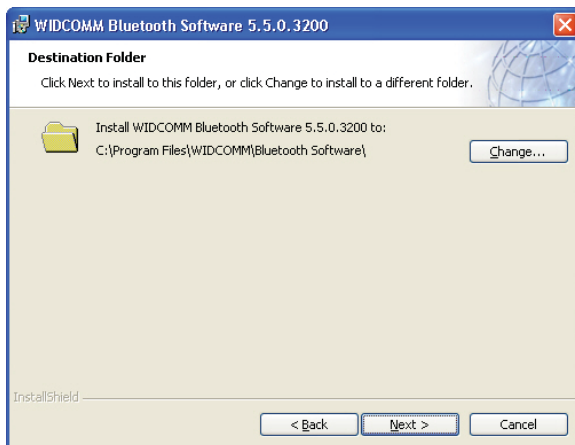 WIDCOMM Bluetooth Software 5.5.0.3200
Destination Folder
Click Next to install to this folder, or click Change to install to a different folder.
Install WIDCOMM Bluetooth Software 5.5.0.3200 to:
C:\Program Files\WIDCOMM\Bluetooth Software\
Change...
InstallShield
< Back
Next >
Cancel